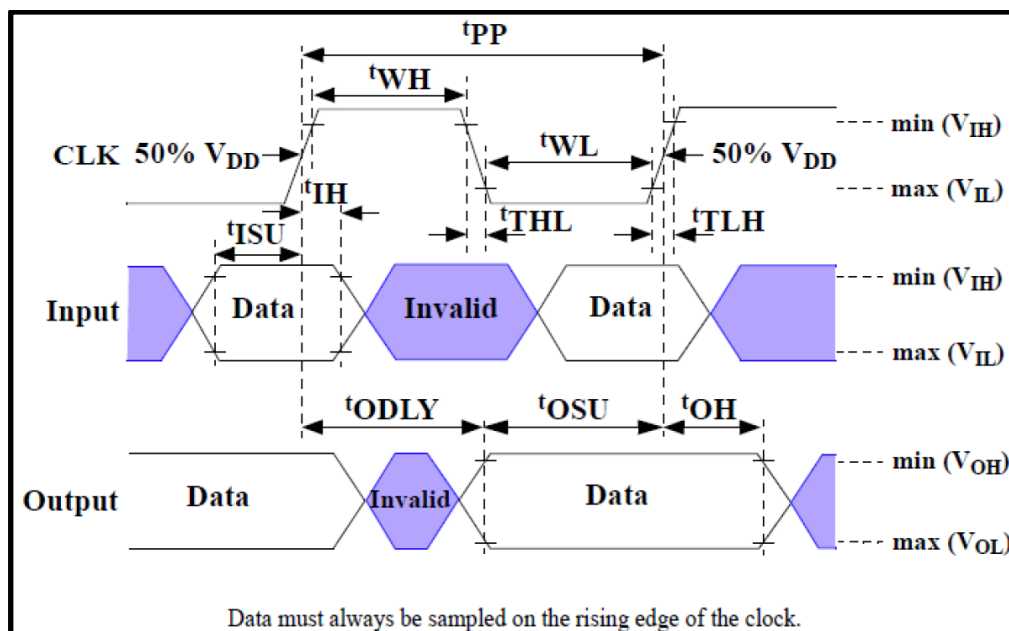 tPP
tWH
min (VIH)
CLK 50% VDD
tWL
50% VDD
tIH
max (VIL)
tISU
tTHL
tTLH
min (VIH)
Input
Data
Invalid
Data
max (VIL)
tODLY
tOSU
tOH
min (VOH)
Output
Data
Invalid
Data
max (VOL)
Data must always be sampled on the rising edge of the clock.